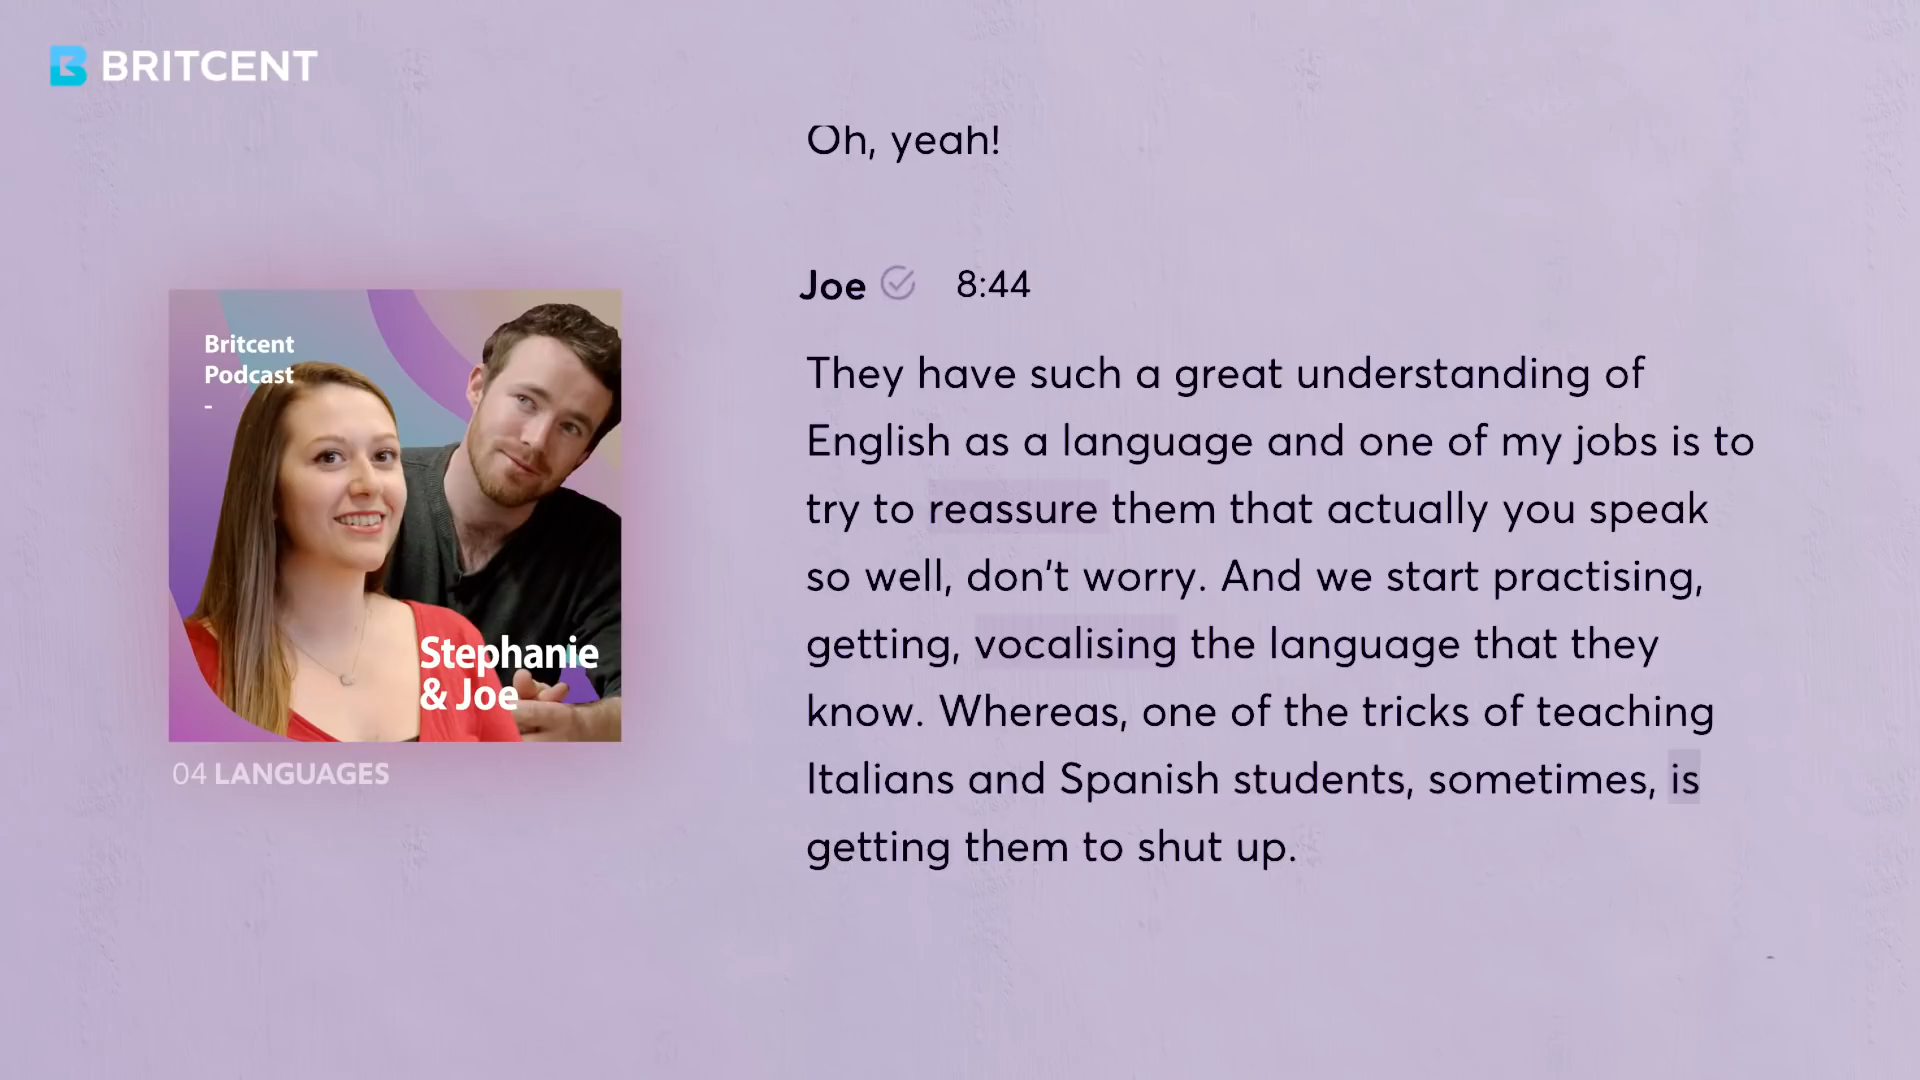 BRITCENT
Oh, yeah!
Joe 8:44
They have such a great understanding of
English as a language and one of my jobs is to
try to reassure them that actually you speak
so well, don't worry. And we start practising,
getting, vocalising the language that they
know. Whereas, one of the tricks of teaching
Italians and Spanish students, sometimes, is
getting them to shut up.
Britcent
Podcast
-
Stephanie
& Joe
04 LANGUAGES